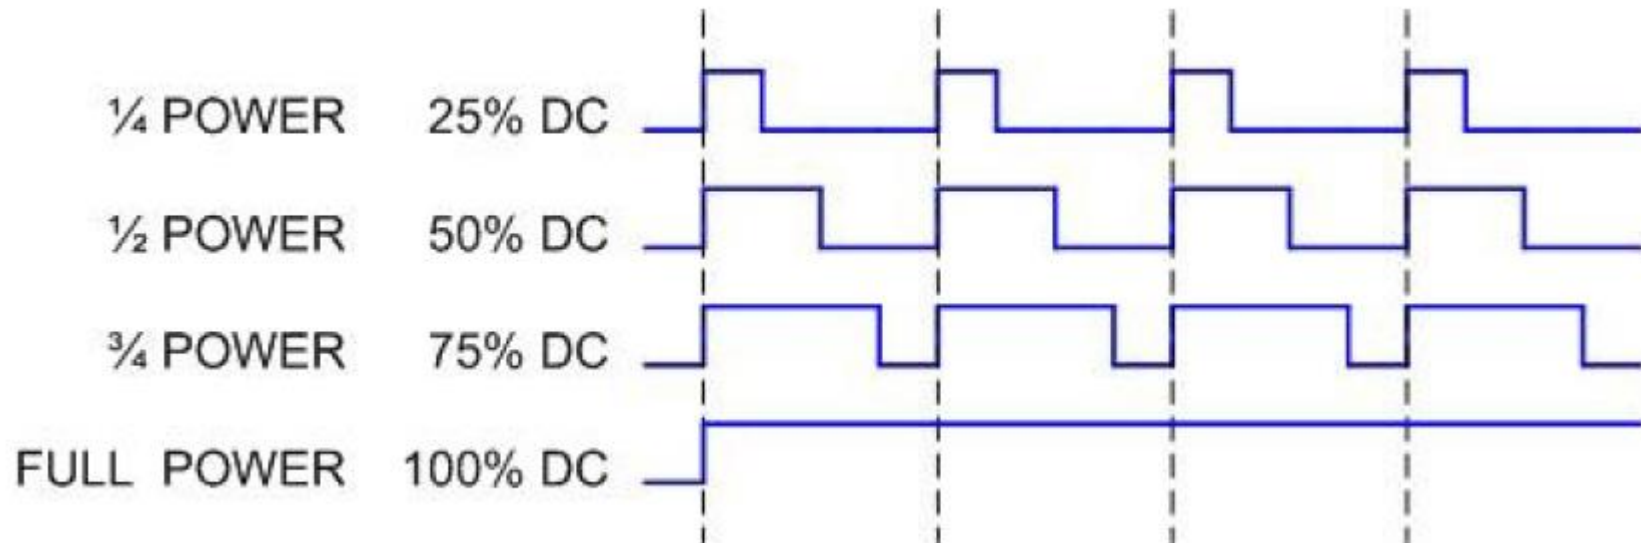 ¼ POWER 25% DC
½ POWER 50% DC
¾ POWER 75% DC
FULL POWER 100% DC